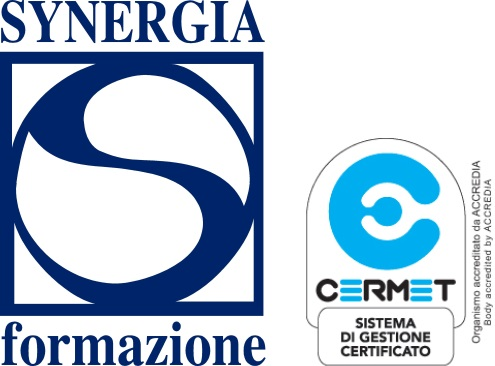 SYNERGIA
formazione
CERMET
SISTEMA
DI GESTIONE
CERTIFICATO
Organismo accreditato da ACCREDIA
Body accredited by ACCREDIA